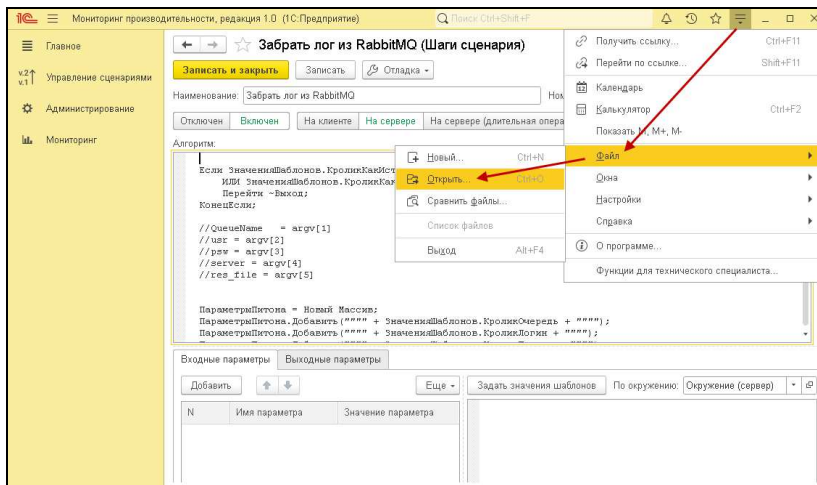 1С Мониторинг производительности, редакция 1.0 (1С:Предприятие) Поиск Ctrl+Shift+F
Главное
v.2
v.1
Управление сценариями
Администрирование
Мониторинг
Забрать лог из RabbitMQ (Шаги сценария)
Записать и закрыть Записать Отладка
Наименование: Забрать лог из RabbitMQ Ном
Отключен Включен На клиенте На сервере На сервере (длительная опера
Алгоритм:
Если ЗначенияШаблонов.КроликКакИст
ИЛИ ЗначенияШаблонов.КроликКак
Перейти ~Выход;
КонецЕсли;
//QueueName = argv[1]
//usr = argv[2]
//psw = argv[3]
//server = argv[4]
//res_file = argv[5]
ПараметрыПитона = Новый Массив;
ПараметрыПитона.Добавить("""" + ЗначенияШаблонов.КроликОчередь + """");
ПараметрыПитона.Добавить("""" + ЗначенияШаблонов.КроликЛогин + """");
Новый... Ctrl+N
Открыть... Ctrl+O
Сравнить файлы...
Список файлов
Выход Alt+F4
Получить ссылку... Ctrl+F11
Перейти по ссылке... Shift+F11
Календарь
Калькулятор Ctrl+F2
Показать M, M+, M-
Файл
Окна
Настройки
Справка
О программе...
Функции для технического специалиста...
Входные параметры Выходные параметры
Добавить Еще Задать значения шаблонов По окружению: Окружение (сервер)
N Имя параметра Значение параметра